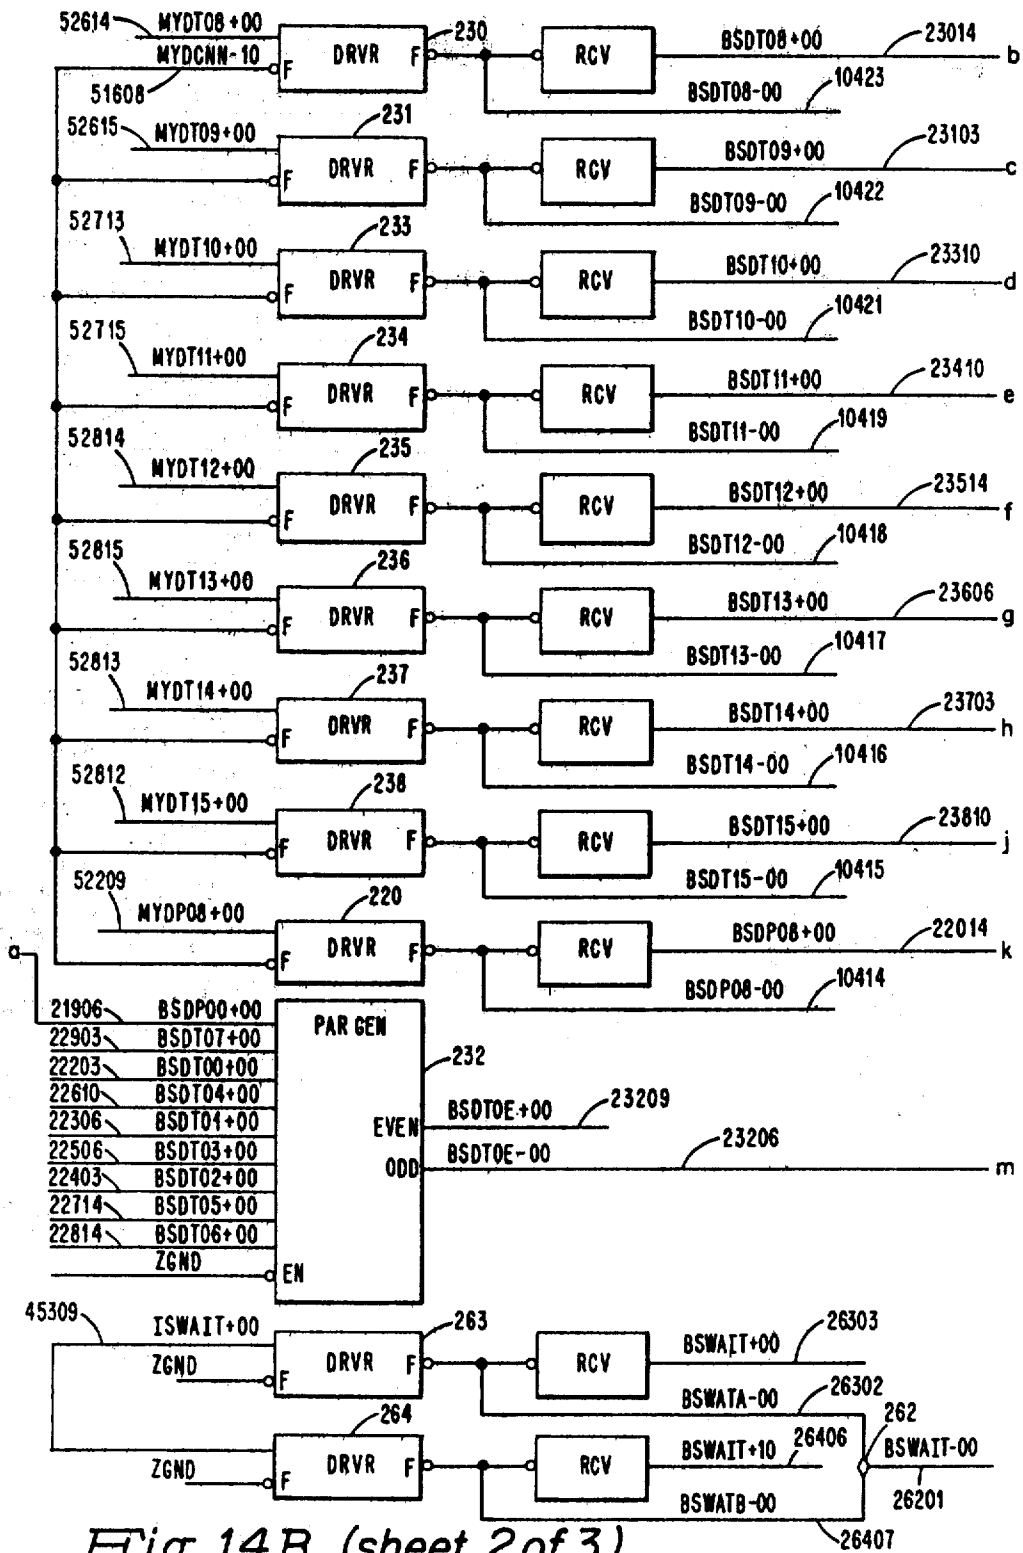 52614 MYDT08+00 230
DRVR F RCV BSDT08+00 23014 b
MYDCNN-10 F
51608 BSDT08-00 10423
52615 MYDT09+00 231
F DRVR F RCV BSDT09+00 23103 c
BSDT09-00 10422
52713 MYDT10+00 233
F DRVR F RCV BSDT10+00 23310 d
BSDT10-00 10421
52715 MYDT11+00 234
F DRVR F RCV BSDT11+00 23410 e
BSDT11-00 10419
52814 MYDT12+00 235
F DRVR F RCV BSDT12+00 23514 f
BSDT12-00 10418
52815 MYDT13+00 236
F DRVR F RCV BSDT13+00 23606 g
BSDT13-00 10417
52813 MYDT14+00 237
F DRVR F RCV BSDT14+00 23703 h
BSDT14-00 10416
52812 MYDT15+00 238
F DRVR F RCV BSDT15+00 23810 j
BSDT15-00 10415
52209 MYDP08+00 220
F DRVR F RCV BSDP08+00 22014 k
BSDP08-00 10414
a
21906 BSDP00+00 PAR GEN
22903 BSDT07+00 232
22203 BSDT00+00
22610 BSDT04+00
22306 BSDT01+00 EVEN BSDT0E+00 23209
22506 BSDT03+00 ODD BSDT0E-00 23206 m
22403 BSDT02+00
22714 BSDT05+00
22814 BSDT06+00
ZGND EN
45309 ISWAIT+00 263
ZGND F DRVR F RCV BSWAIT+00 26303
BSWATA-00 26302
264 262
ZGND F DRVR F RCV BSWAIT+10 26406 BSWAIT-00
26201
BSWATB-00 26407
Fig. 14B (sheet 2 of 3)